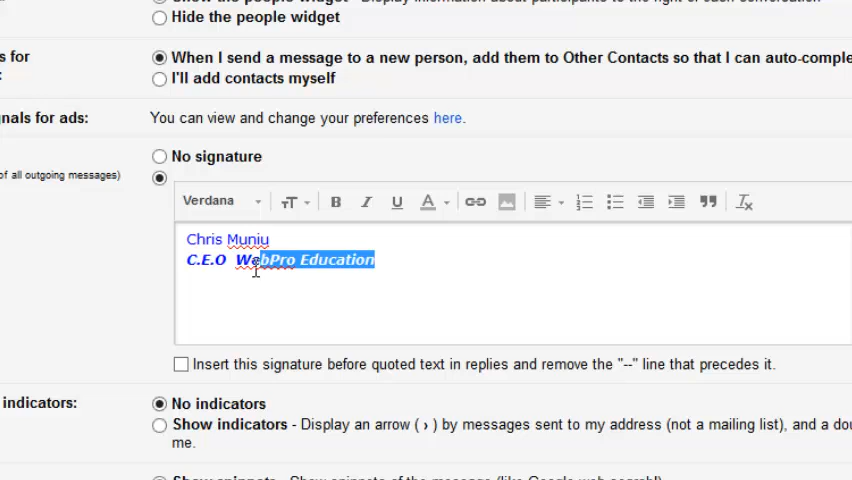 Hide the people widget
ns for When I send a message to a new person, add them to Other Contacts so that I can auto-comple
: I'll add contacts myself
nals for ads: You can view and change your preferences here.
No signature
of all outgoing messages)
Verdana
Chris Muniu
C.E.O WebPro Education
Insert this signature before quoted text in replies and remove the "--" line that precedes it.
indicators: No indicators
Show indicators - Display an arrow ( › ) by messages sent to my address (not a mailing list), and a dou
me.